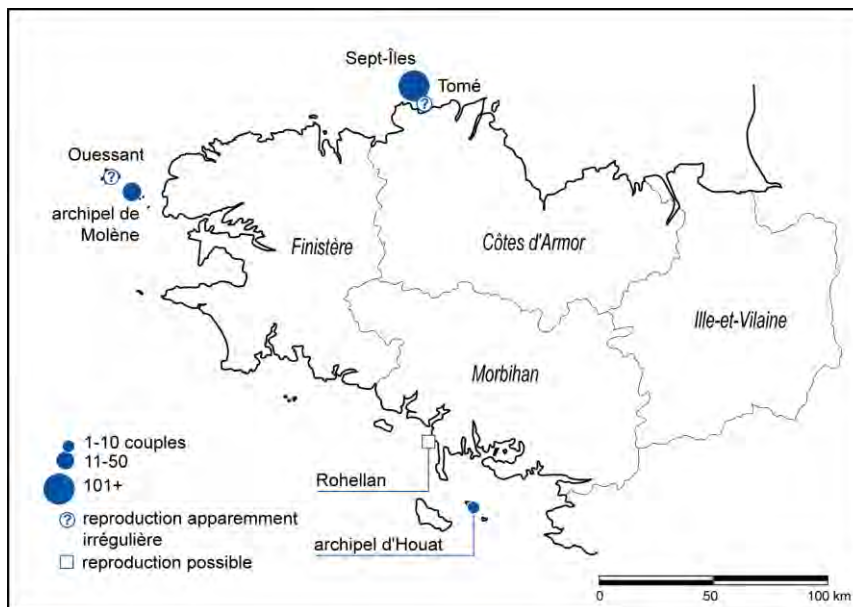 Sept-Îles
Tomé
?
Ouessant
?
archipel de
Molène
Finistère
Côtes d'Armor
Ille-et-Vilaine
Morbihan
Rohellan
archipel d'Houat
1-10 couples
11-50
101+
? reproduction apparemment
irrégulière
reproduction possible
0 50 100 km